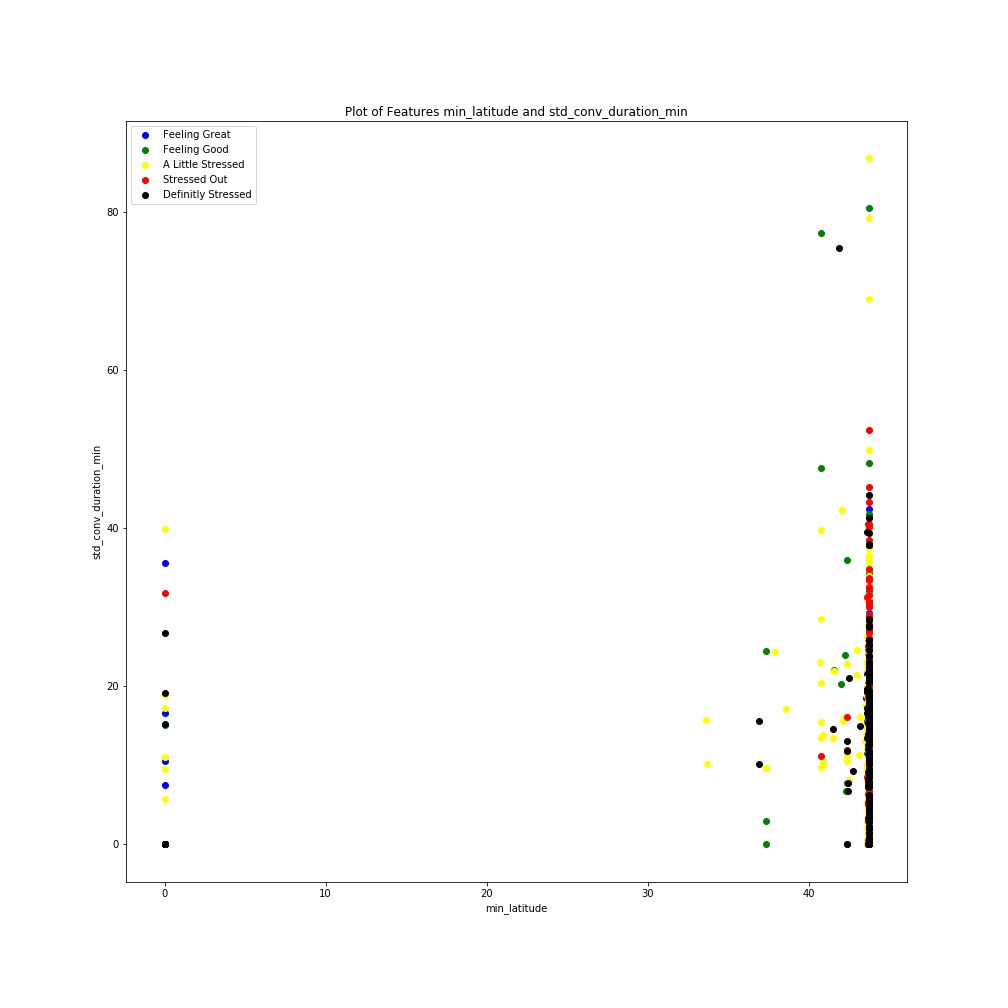 Plot of Features min_latitude and std_conv_duration_min
Feeling Great
Feeling Good
A Little Stressed
Stressed Out
Definitly Stressed
80
60
40
20
0
std_conv_duration_min
0 10 20 30 40
min_latitude